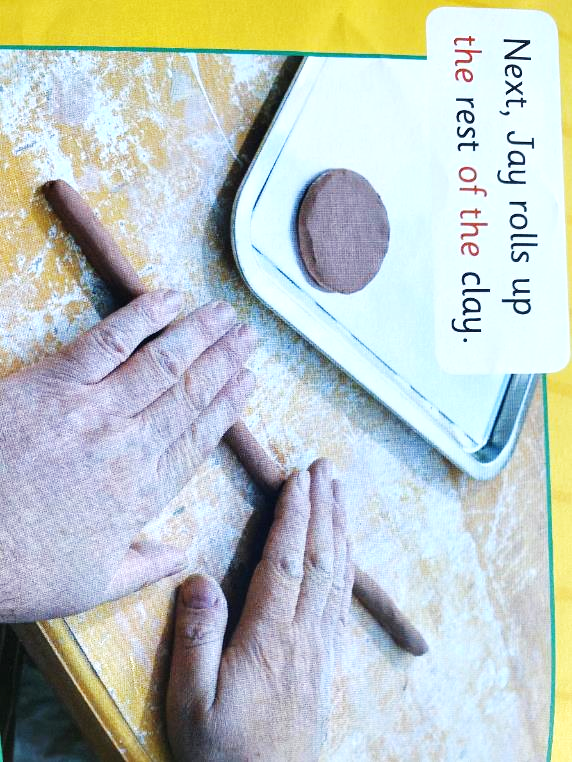 Next, Jay rolls up
the rest of the clay.